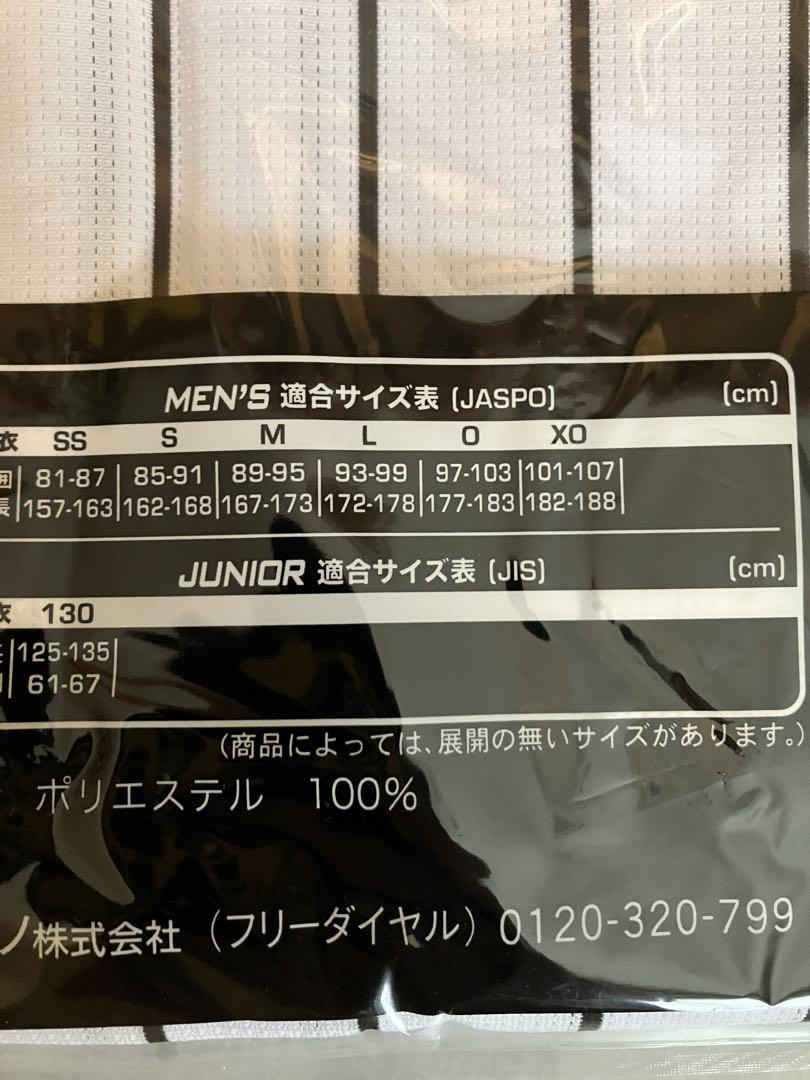 MEN'S 適合サイズ表 (JASPO) (cm)
衣 SS S M L O XO
囲 81-87 85-91 89-95 93-99 97-103 101-107
長 157-163 162-168 167-173 172-178 177-183 182-188
JUNIOR 適合サイズ表 (JIS) (cm)
衣 130
125-135
61-67
(商品によっては、展開の無いサイズがあります。)
ポリエステル 100%
ノ株式会社 (フリーダイヤル) 0120-320-799